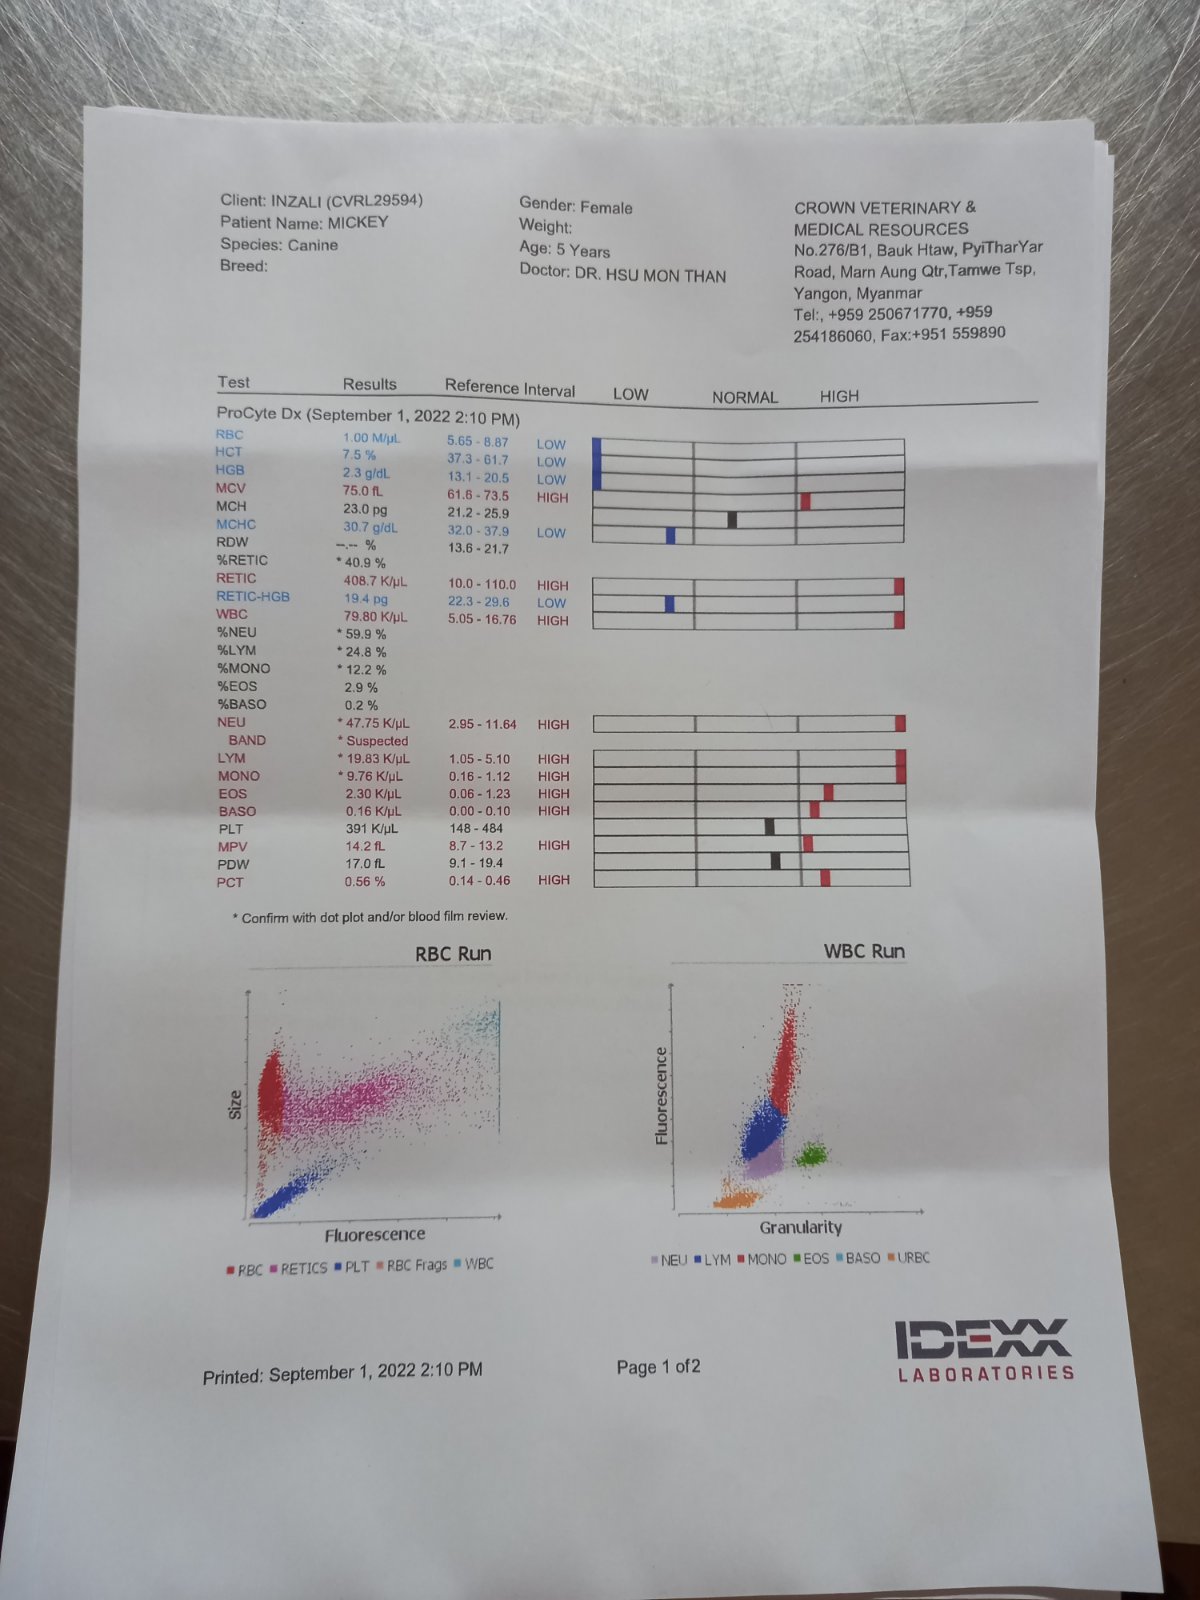 Client: INZALI (CVRL29594)
Patient Name: MICKEY
Species: Canine
Breed:
Gender: Female
Weight:
Age: 5 Years
Doctor: DR. HSU MON THAN
CROWN VETERINARY &
MEDICAL RESOURCES
No.276/B1, Bauk Htaw, PyiTharYar
Road, Marn Aung Qtr,Tamwe Tsp,
Yangon, Myanmar
Tel:, +959 250671770, +959
254186060, Fax:+951 559890
Test Results Reference Interval LOW NORMAL HIGH
ProCyte Dx (September 1, 2022 2:10 PM)
RBC 1.00 M/µL 5.65 - 8.87 LOW
HCT 7.5 % 37.3 - 61.7 LOW
HGB 2.3 g/dL 13.1 - 20.5 LOW
MCV 75.0 fL 61.6 - 73.5 HIGH
MCH 23.0 pg 21.2 - 25.9
MCHC 30.7 g/dL 32.0 - 37.9 LOW
RDW --.-- % 13.6 - 21.7
%RETIC * 40.9 %
RETIC 408.7 K/µL 10.0 - 110.0 HIGH
RETIC-HGB 19.4 pg 22.3 - 29.6 LOW
WBC 79.80 K/µL 5.05 - 16.76 HIGH
%NEU * 59.9 %
%LYM * 24.8 %
%MONO * 12.2 %
%EOS 2.9 %
%BASO 0.2 %
NEU * 47.75 K/µL 2.95 - 11.64 HIGH
BAND * Suspected
LYM * 19.83 K/µL 1.05 - 5.10 HIGH
MONO * 9.76 K/µL 0.16 - 1.12 HIGH
EOS 2.30 K/µL 0.06 - 1.23 HIGH
BASO 0.16 K/µL 0.00 - 0.10 HIGH
PLT 391 K/µL 148 - 484
MPV 14.2 fL 8.7 - 13.2 HIGH
PDW 17.0 fL 9.1 - 19.4
PCT 0.56 % 0.14 - 0.46 HIGH
* Confirm with dot plot and/or blood film review.
RBC Run
Size
Fluorescence
RBC RETICS PLT RBC Frags WBC
WBC Run
Fluorescence
Granularity
NEU LYM MONO EOS BASO URBC
IDEXX
LABORATORIES
Printed: September 1, 2022 2:10 PM
Page 1 of2